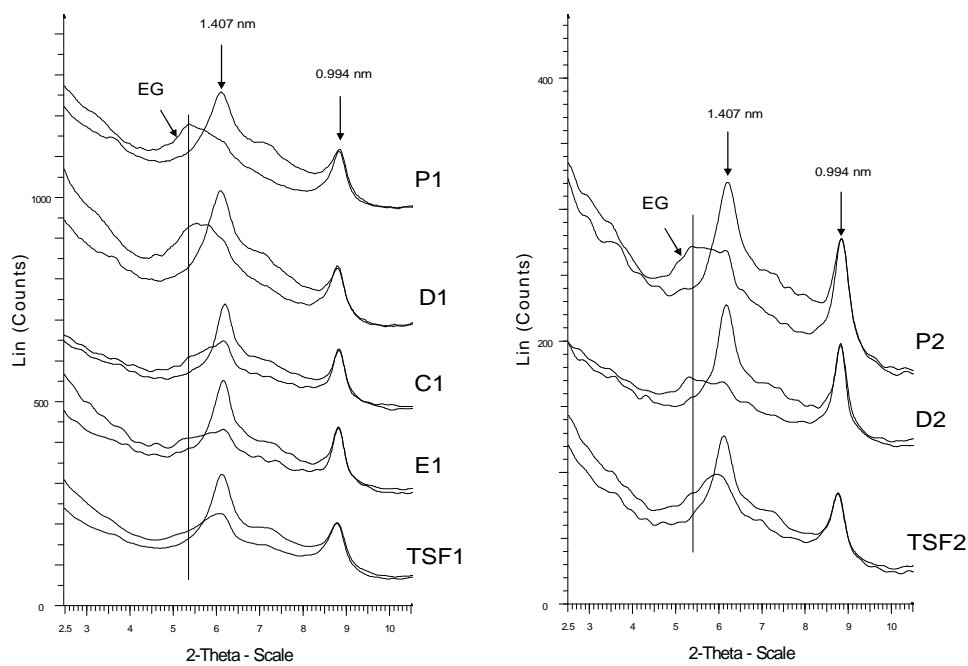 1.407 nm
0.994 nm
EG
P1
D1
C1
E1
TSF1
Lin (Counts)
1000
500
0
2.5 3 4 5 6 7 8 9 10
2-Theta - Scale
1.407 nm
0.994 nm
EG
P2
D2
TSF2
Lin (Counts)
400
200
0
2.5 3 4 5 6 7 8 9 10
2-Theta - Scale